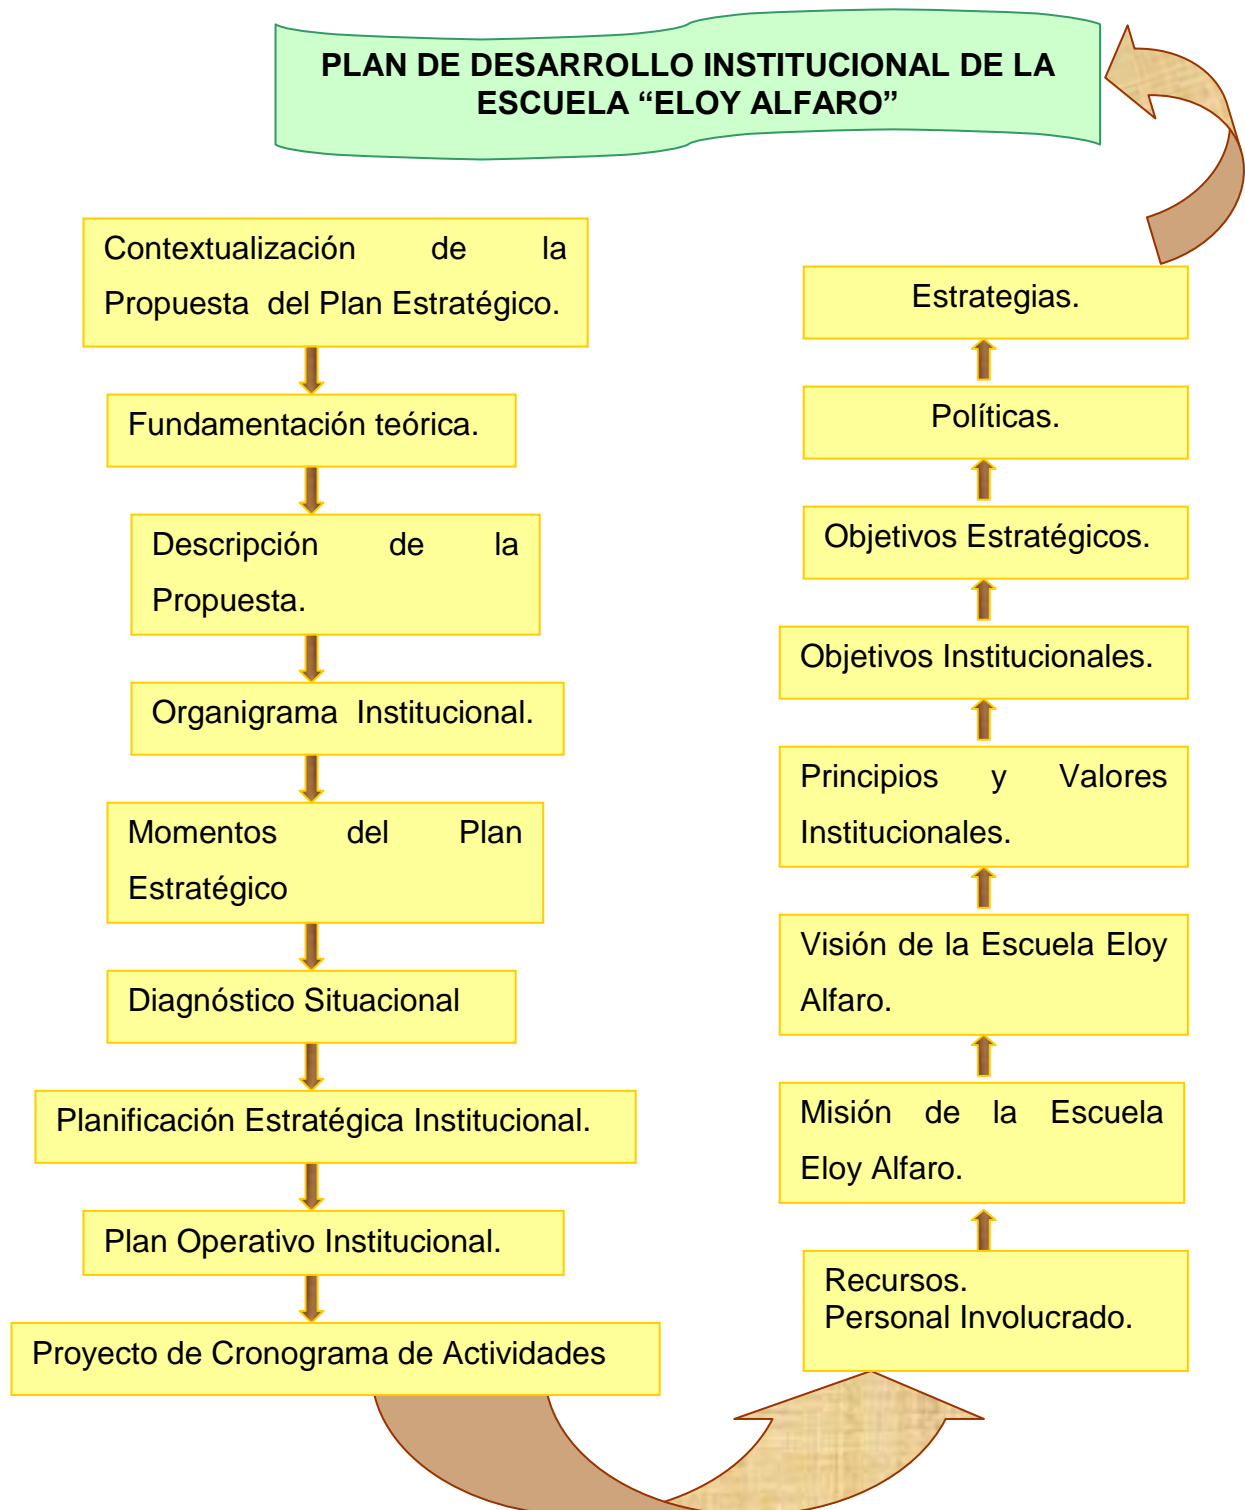 PLAN DE DESARROLLO INSTITUCIONAL DE LA
ESCUELA “ELOY ALFARO”
Contextualización de la
Propuesta del Plan Estratégico.
Fundamentación teórica.
Descripción de la
Propuesta.
Organigrama Institucional.
Momentos del Plan
Estratégico
Diagnóstico Situacional
Planificación Estratégica Institucional.
Plan Operativo Institucional.
Proyecto de Cronograma de Actividades
Recursos.
Personal Involucrado.
Misión de la Escuela
Eloy Alfaro.
Visión de la Escuela Eloy
Alfaro.
Principios y Valores
Institucionales.
Objetivos Institucionales.
Objetivos Estratégicos.
Políticas.
Estrategias.